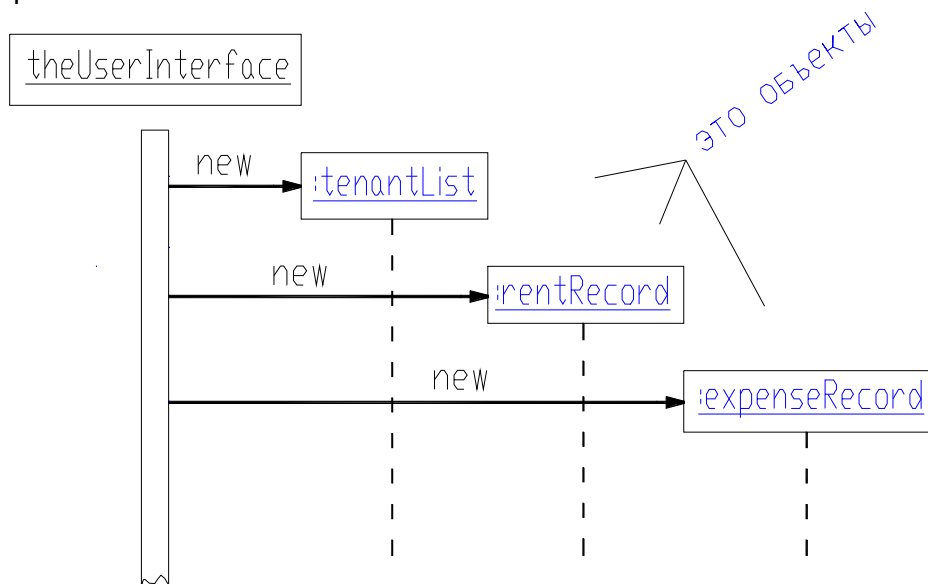 theUserInterface
ЭТО ОБЪЕКТЫ
new
:tenantList
new
:rentRecord
new
:expenseRecord